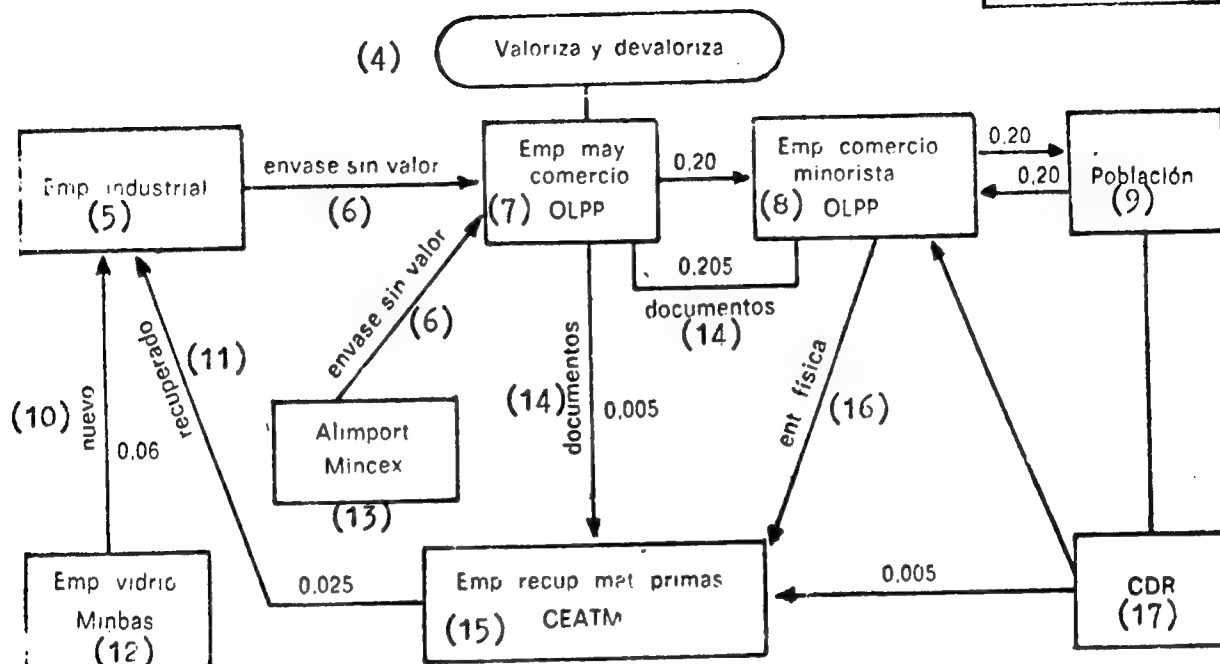 (4)
Valoriza y devaloriza
Emp industrial
(5)
envase sin valor
(6)
Emp may
comercio
(7) OLPP
0,20
Emp comercio
minorista
(8) OLPP
0,20
0,20
Población
(9)
envase sin valor
(6)
0.205
documentos
(14)
(10)
nuevo
0.06
recuperado
(11)
Alimport
Mincex
(13)
(14)
documentos
0,005
ent física
(16)
Emp vidrio
Minbas
(12)
0.025
Emp recup mat primas
(15) CEATM
0,005
CDR
(17)